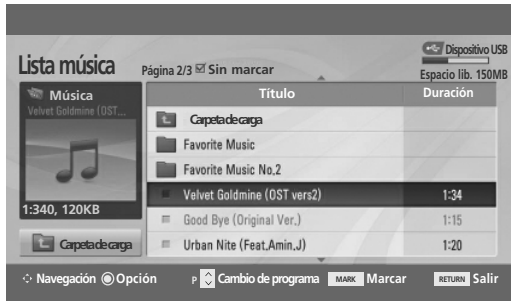 Dispositivo USB
Lista música
Página 2/3 Sin marcar
Espacio lib. 150MB
Música
Velvet Goldmine (OST...
1:340, 120KB
Carpeta de carga
Título Duración
Carpeta de carga
Favorite Music
Favorite Music No,2
Velvet Goldmine (OST vers2) 1:34
Good Bye (Original Ver.) 1:15
Urban Nite (Feat,Amin,J) 1:20
Navegación Opción P Cambio de programa MARK Marcar RETURN Salir